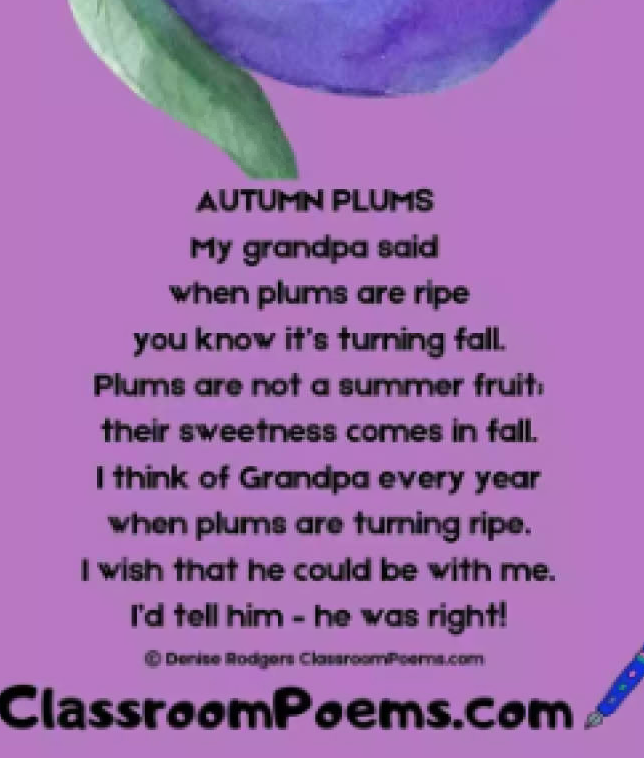 AUTUMN PLUMS
My grandpa said
when plums are ripe
you know it's turning fall.
Plums are not a summer fruit;
their sweetness comes in fall.
I think of Grandpa every year
when plums are turning ripe.
I wish that he could be with me.
I'd tell him - he was right!
© Denise Rodgers ClassroomPoems.com
ClassroomPoems.com